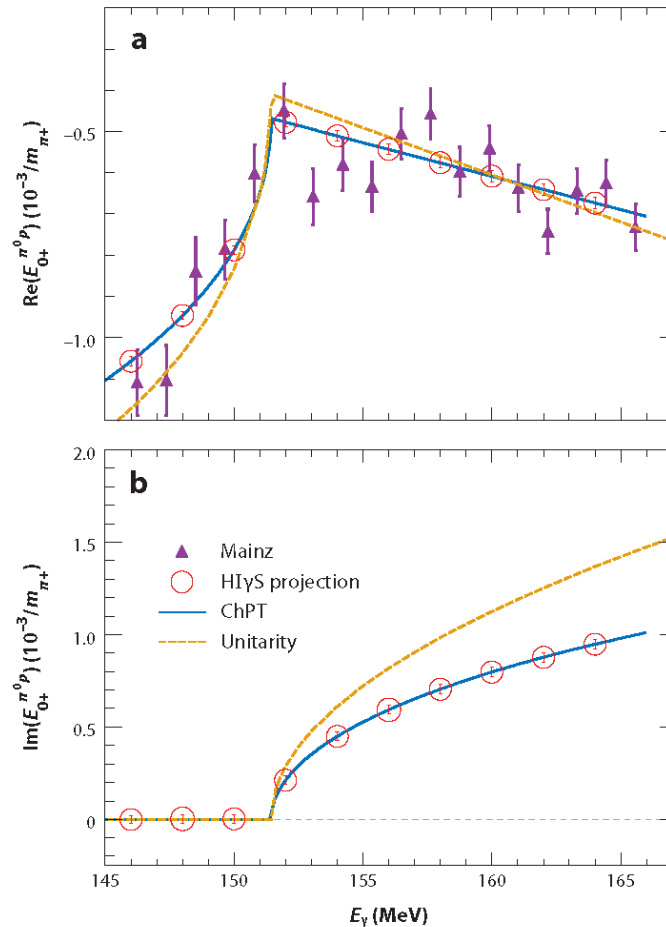 a
Re(E₀₊^π⁰p) (10⁻³/mπ+)
−0.5
−1.0
b
Im(E₀₊^π⁰p) (10⁻³/mπ+)
2.0
1.5
1.0
0.5
0
Mainz
HIγS projection
ChPT
Unitarity
145 150 155 160 165
Eγ (MeV)